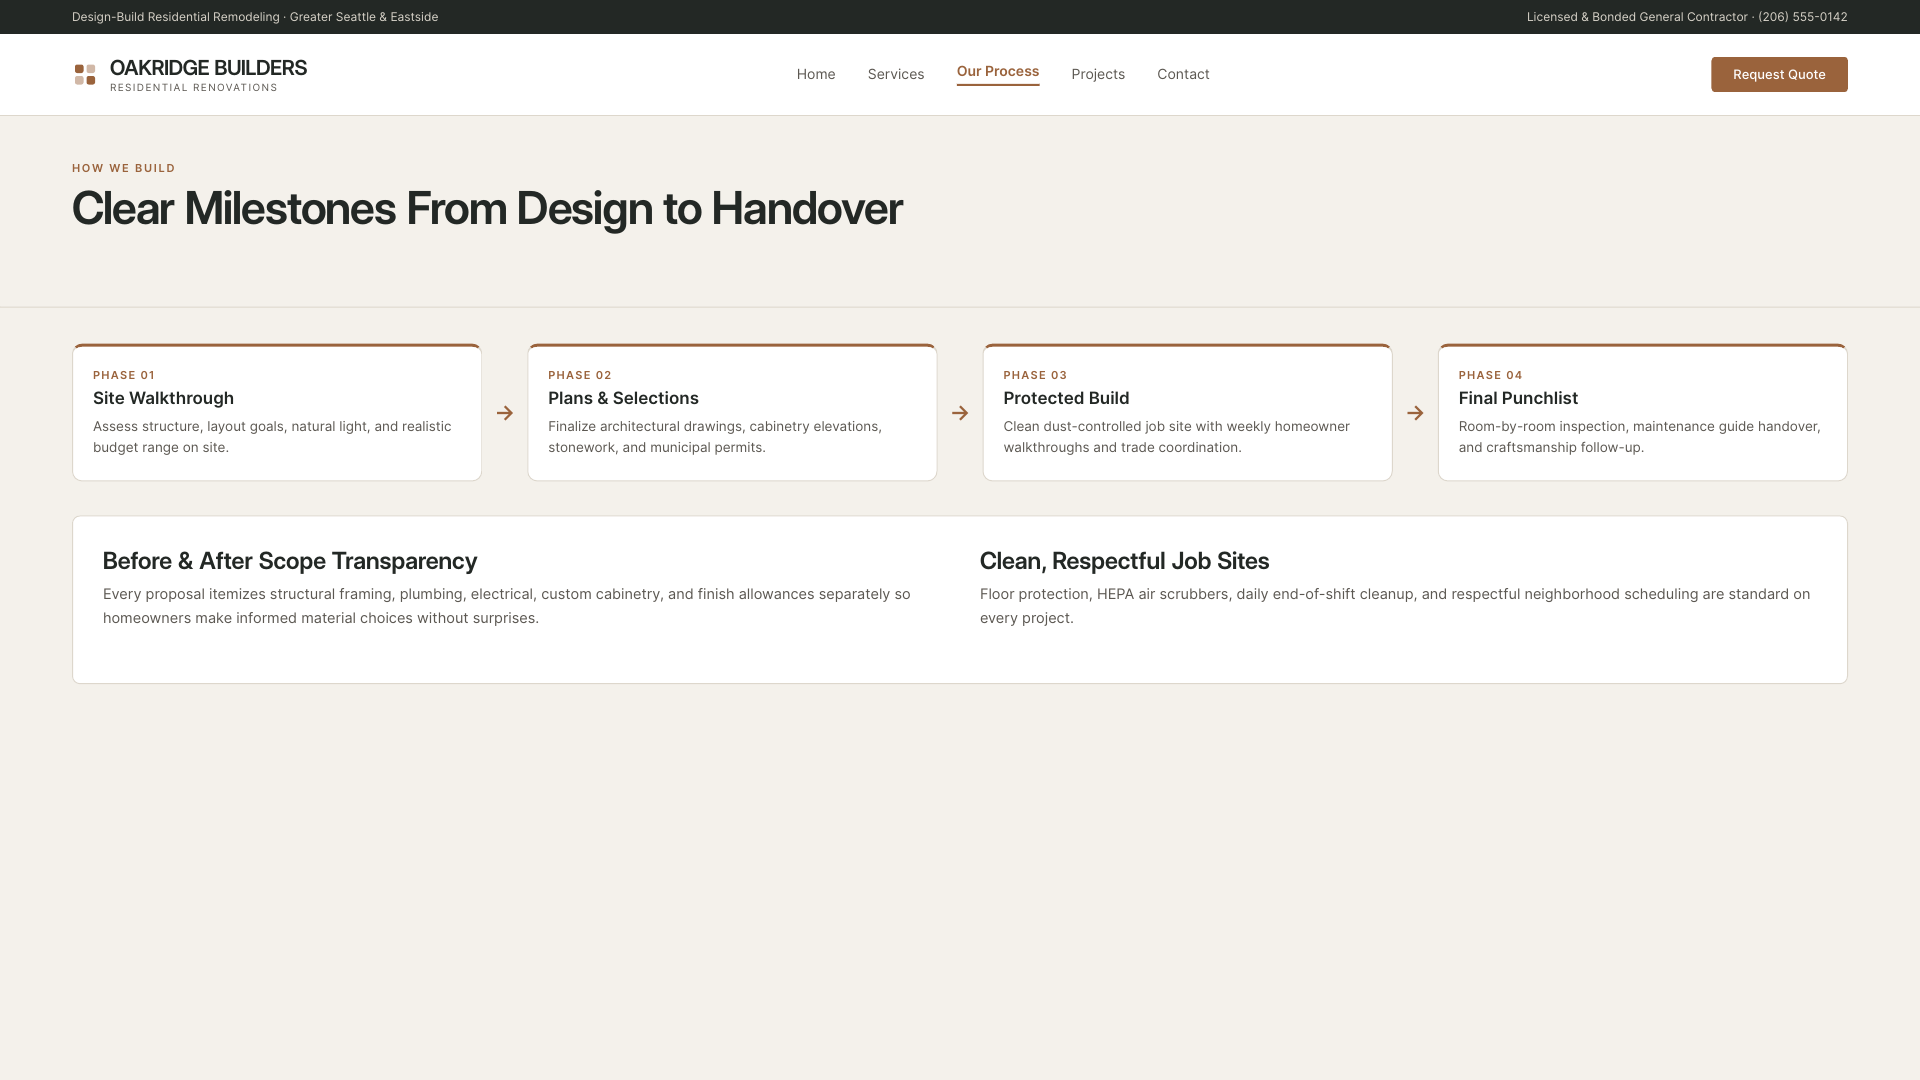 Design-Build Residential Remodeling · Greater Seattle & Eastside
Licensed & Bonded General Contractor · (206) 555-0142
OAKRIDGE BUILDERS
RESIDENTIAL RENOVATIONS
Home
Services
Our Process
Projects
Contact
Request Quote
HOW WE BUILD
Clear Milestones From Design to Handover
PHASE 01
Site Walkthrough
Assess structure, layout goals, natural light, and realistic
budget range on site.
→
PHASE 02
Plans & Selections
Finalize architectural drawings, cabinetry elevations,
stonework, and municipal permits.
→
PHASE 03
Protected Build
Clean dust-controlled job site with weekly homeowner
walkthroughs and trade coordination.
→
PHASE 04
Final Punchlist
Room-by-room inspection, maintenance guide handover,
and craftsmanship follow-up.
Before & After Scope Transparency
Every proposal itemizes structural framing, plumbing, electrical, custom cabinetry, and finish allowances separately so
homeowners make informed material choices without surprises.
Clean, Respectful Job Sites
Floor protection, HEPA air scrubbers, daily end-of-shift cleanup, and respectful neighborhood scheduling are standard on
every project.